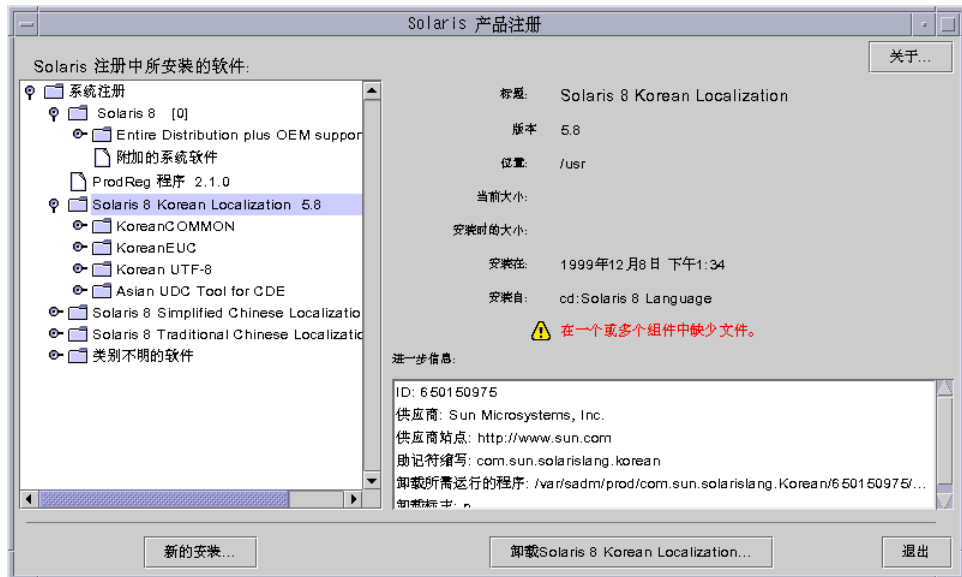 Solaris 产品注册
关于...
Solaris 注册中所安装的软件:
系统注册
Solaris 8 [0]
Entire Distribution plus OEM suppor
附加的系统软件
ProdReg 程序 2.1.0
Solaris 8 Korean Localization 5.8
KoreanCOMMON
KoreanEUC
Korean UTF-8
Asian UDC Tool for CDE
Solaris 8 Simplified Chinese Localizatio
Solaris 8 Traditional Chinese Localizatic
类别不明的软件
标题: Solaris 8 Korean Localization
版本 5.8
位置: /usr
当前大小:
安装时的大小:
安装在: 1999年12月8日 下午1:34
安装自: cd:Solaris 8 Language
在一个或多个组件中缺少文件。
进一步信息:
ID: 650150975
供应商: Sun Microsystems, Inc.
供应商站点: http://www.sun.com
助记符缩写: com.sun.solarislang.korean
卸载所需运行的程序: /var/sadm/prod/com.sun.solarislang.Korean/650150975/...
卸载标志: n
新的安装...
卸载Solaris 8 Korean Localization...
退出